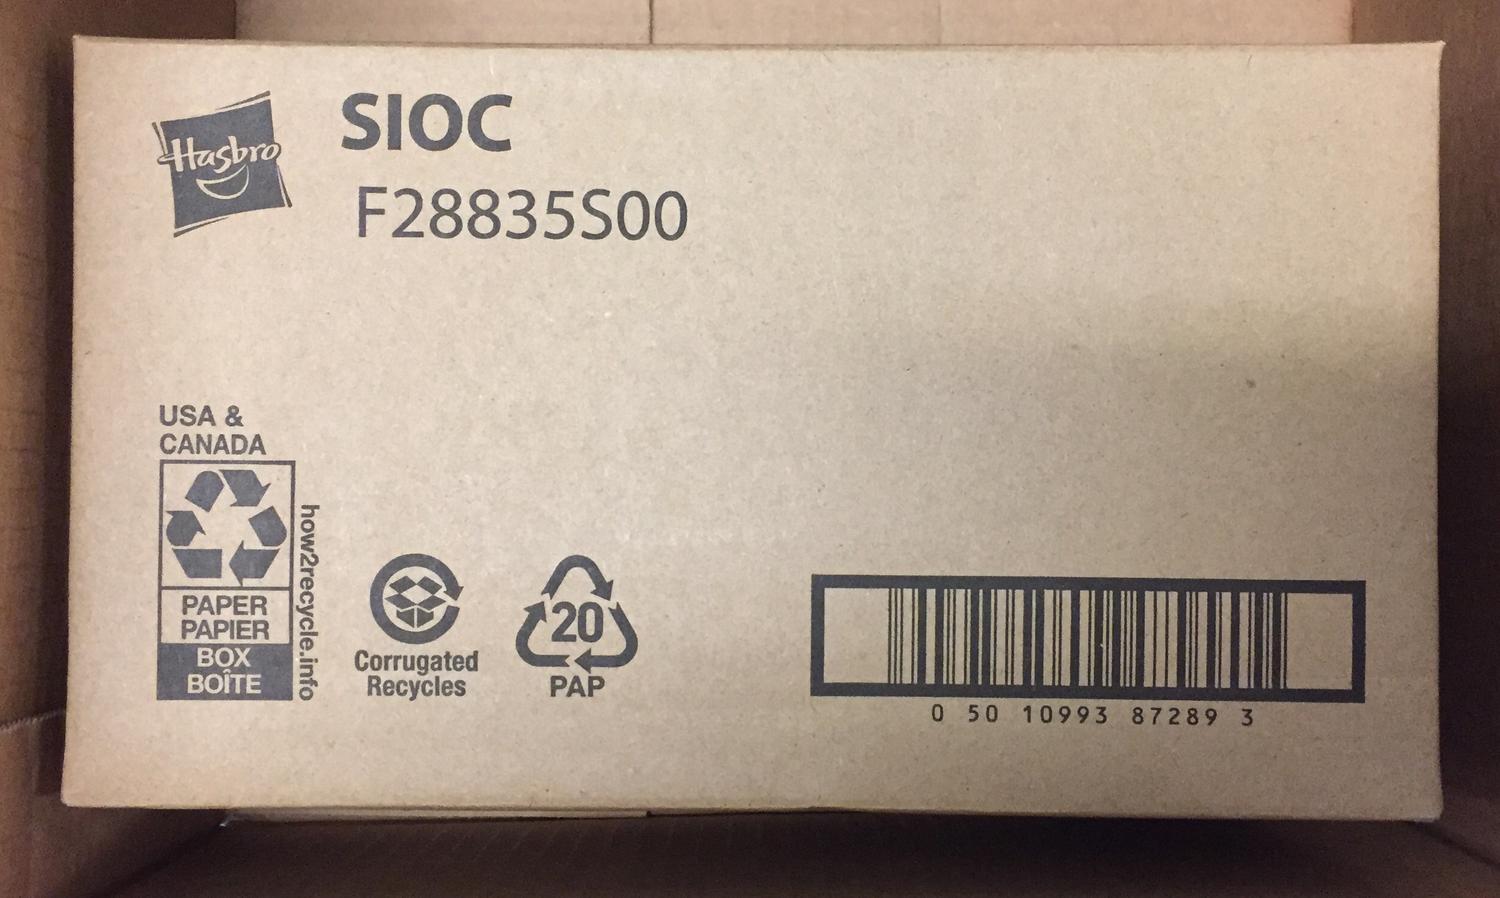 Hasbro
SIOC
F28835S00
USA &
CANADA
PAPER
PAPIER
BOX
BOÎTE
how2recycle.info
Corrugated
Recycles
20
PAP
0 50 10993 87289 3